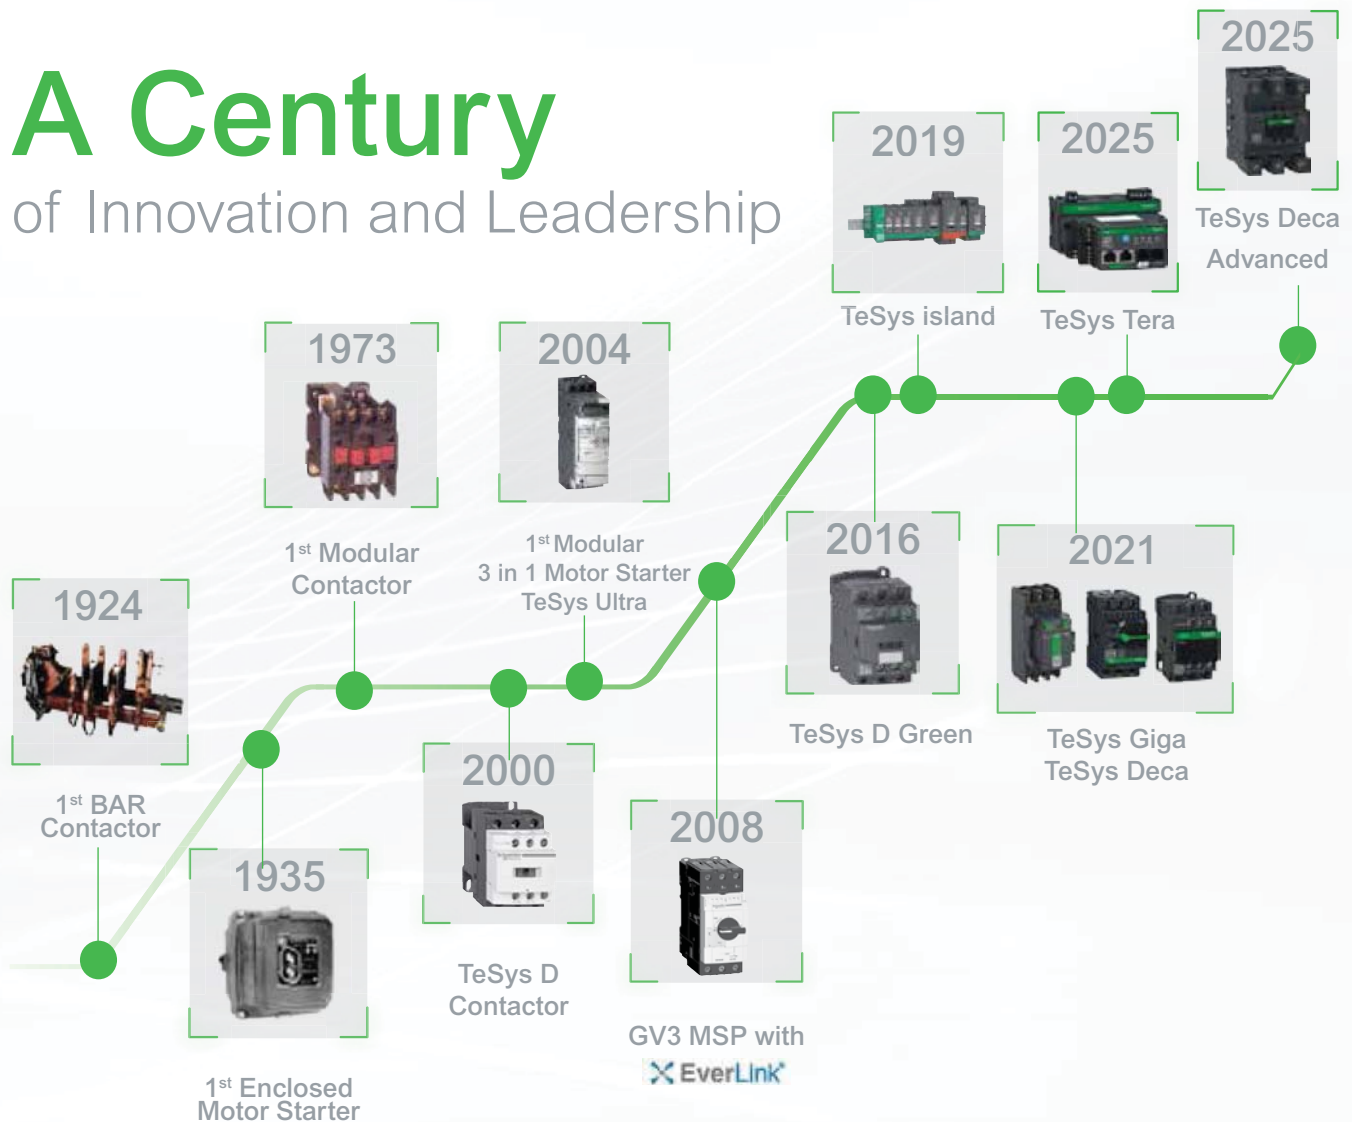 A Century
of Innovation and Leadership
1924
1st BAR
Contactor
1935
1st Enclosed
Motor Starter
1973
1st Modular
Contactor
2000
TeSys D
Contactor
2004
1st Modular
3 in 1 Motor Starter
TeSys Ultra
2008
GV3 MSP with
EverLink
2016
TeSys D Green
2019
TeSys island
2021
TeSys Giga
TeSys Deca
2025
TeSys Tera
2025
TeSys Deca
Advanced